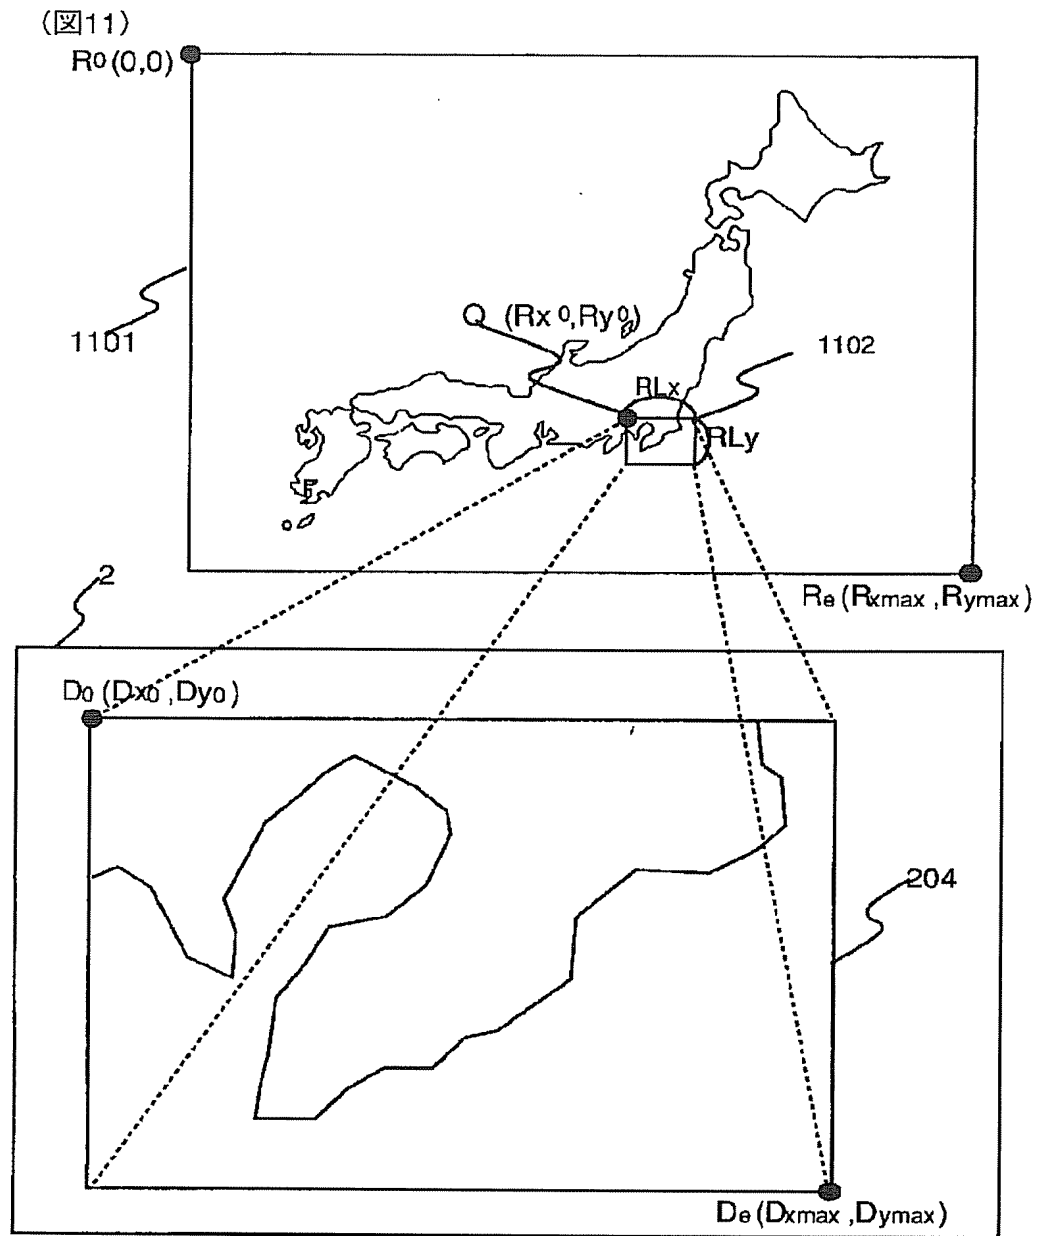 (図11)
R0(0,0)
1101
Q (Rx0,Ry0)
1102
RLx
RLy
Re(Rxmax,Rymax)
2
D0(Dx0,Dy0)
204
De(Dxmax,Dymax)